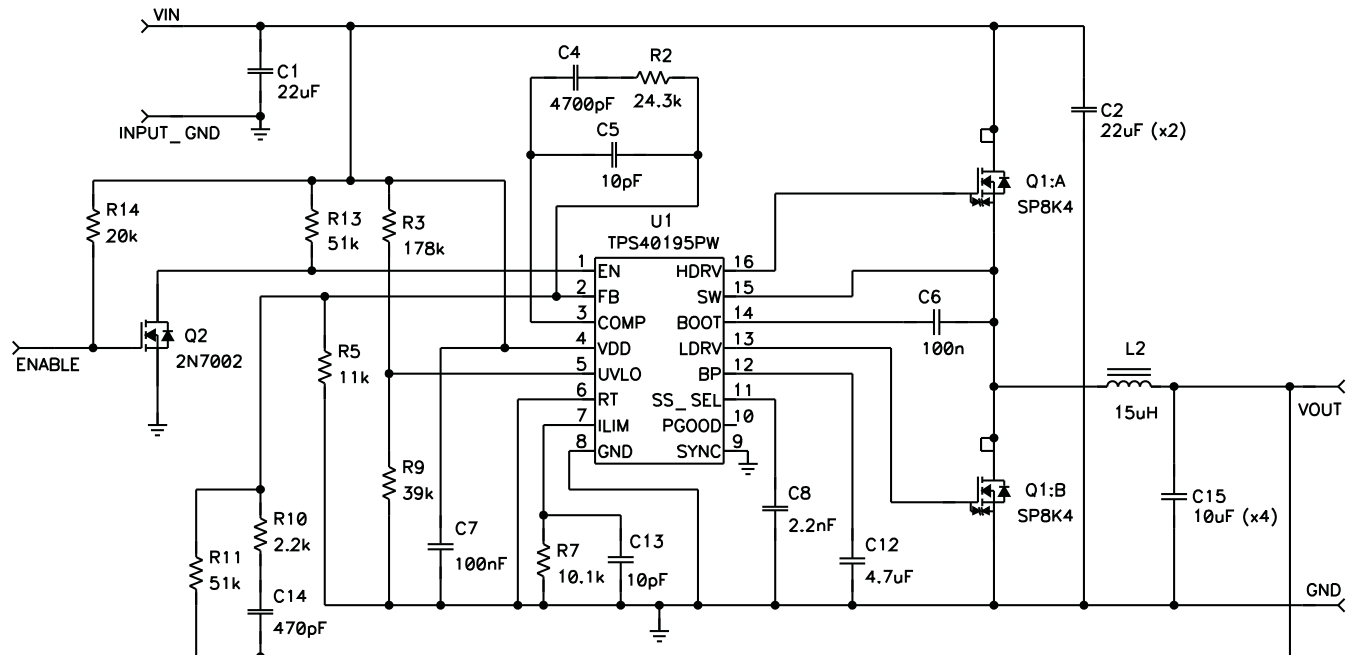 VIN
C1
22uF
INPUT_GND
C4
4700pF
R2
24.3k
C5
10pF
C2
22uF (x2)
R14
20k
R13
51k
R3
178k
Q1:A
SP8K4
U1
TPS40195PW
1 EN
2 FB
3 COMP
4 VDD
5 UVLO
6 RT
7 ILIM
8 GND
HDRV 16
SW 15
BOOT 14
LDRV 13
BP 12
SS_SEL 11
PGOOD 10
SYNC 9
C6
100n
ENABLE
Q2
2N7002
R5
11k
L2
15uH
VOUT
R9
39k
C7
100nF
R7
10.1k
C13
10pF
C8
2.2nF
C12
4.7uF
Q1:B
SP8K4
C15
10uF (x4)
R11
51k
R10
2.2k
C14
470pF
GND